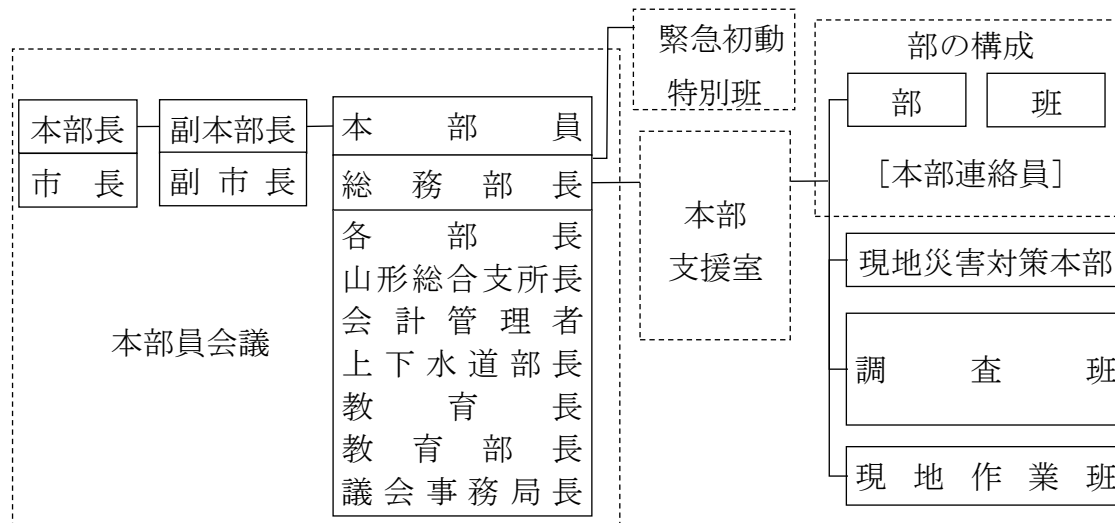 本部長
市長
副本部長
副市長
本部員
総務部長
各部長
山形総合支所長
会計管理者
上下水道部長
教育長
教育部長
議会事務局長
本部員会議
緊急初動
特別班
本部
支援室
部の構成
部
班
[本部連絡員]
現地災害対策本部
調査班
現地作業班